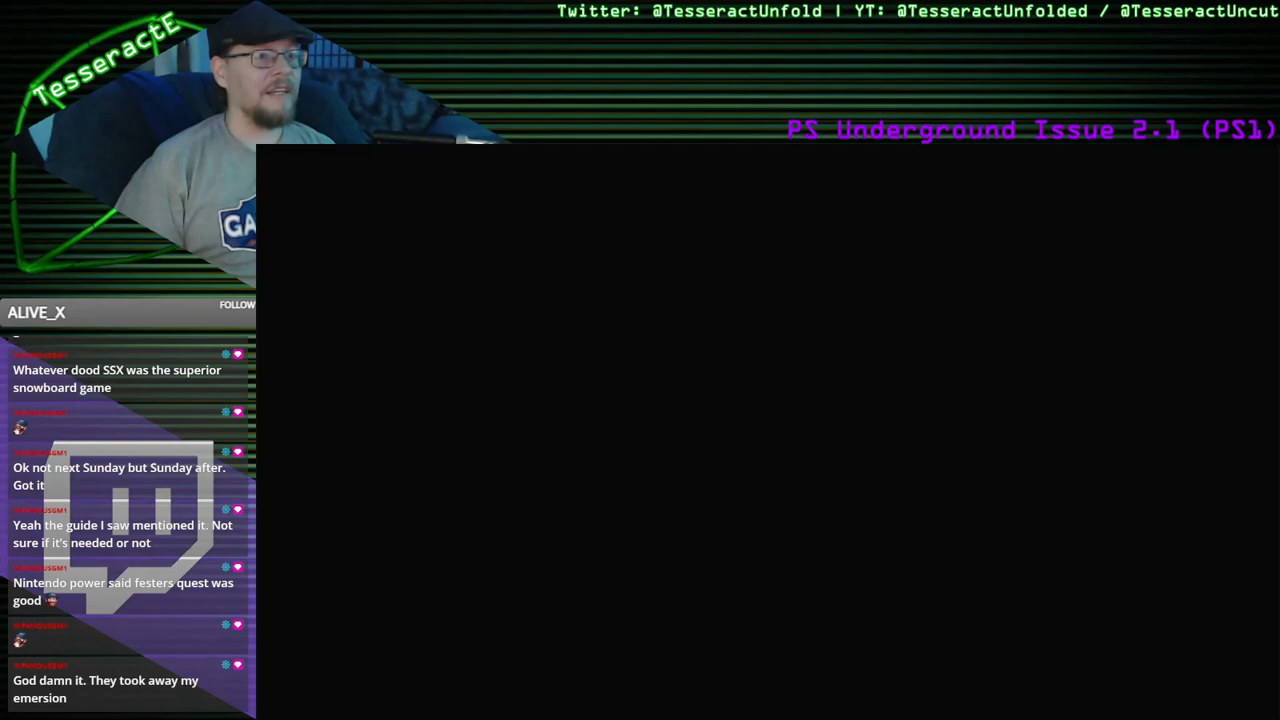 Twitter: @TesseractUnfold | YT: @TesseractUnfolded / @TesseractUncut
TesseractE
PS Underground Issue 2.1 (PS1)
GA
ALIVE_X
FOLLOW
Whatever dood SSX was the superior
snowboard game
Ok not next Sunday but Sunday after.
Got it
Yeah the guide I saw mentioned it. Not
sure if it's needed or not
Nintendo power said festers quest was
good
God damn it. They took away my
emersion